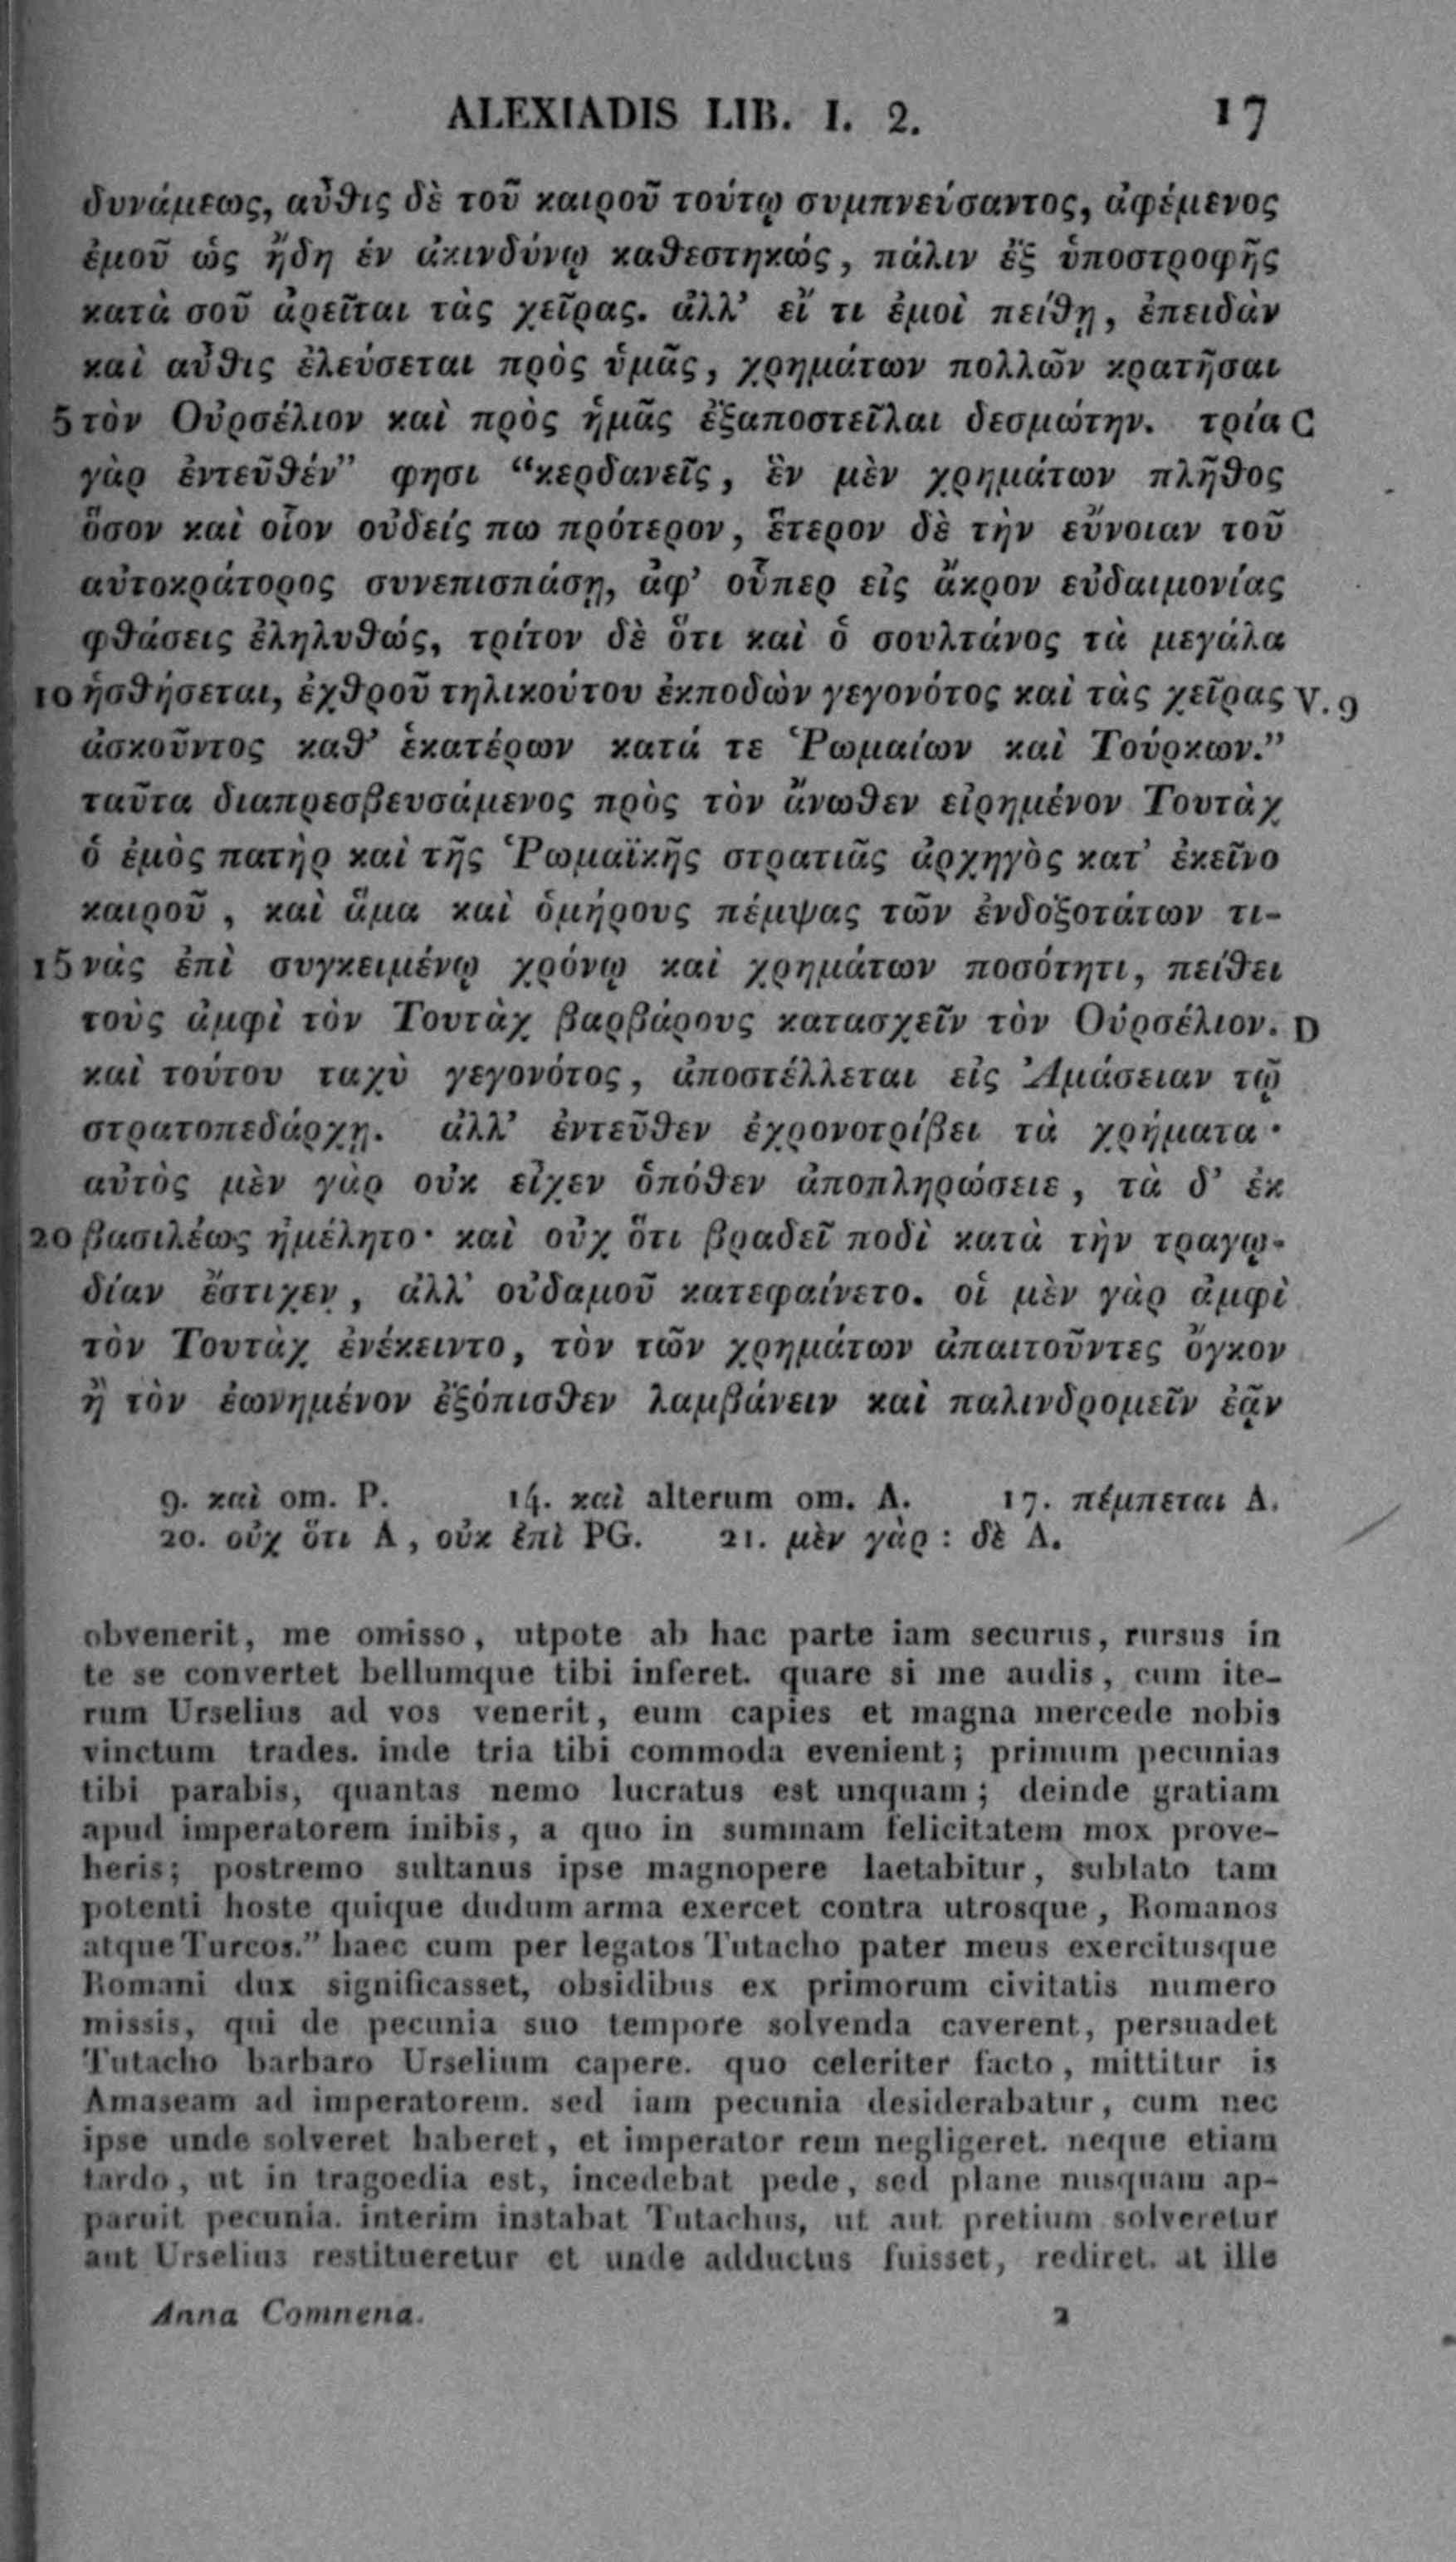 ALEXIADIS LIB. I. 2. 17
δυνάμεως, αὖθις δὲ τοῦ καιροῦ τούτῳ συμπνεύσαντος, ἀφέμενος
ἐμοῦ ὡς ἤδη ἐν ἀκινδύνῳ καθεστηκώς, πάλιν ἐξ ὑποστροφῆς
κατὰ σοῦ ἀρεῖται τὰς χεῖρας. ἀλλ’ εἴ τι ἐμοὶ πείθῃ, ἐπειδὰν
καὶ αὖθις ἐλεύσεται πρὸς ὑμᾶς, χρημάτων πολλῶν κρατῆσαι
5 τὸν Οὐρσέλιον καὶ πρὸς ἡμᾶς ἐξαποστεῖλαι δεσμώτην. τρία C
γὰρ ἐντεῦθέν” φησι “κερδανεῖς, ἓν μὲν χρημάτων πλῆθος
ὅσον καὶ οἷον οὐδείς πω πρότερον, ἕτερον δὲ τὴν εὔνοιαν τοῦ
αὐτοκράτορος συνεπισπάσῃ, ἀφ’ οὗπερ εἰς ἄκρον εὐδαιμονίας
φθάσεις ἐληλυθώς, τρίτον δὲ ὅτι καὶ ὁ σουλτάνος τὰ μεγάλα
10 ἡσθήσεται, ἐχθροῦ τηλικούτου ἐκποδὼν γεγονότος καὶ τὰς χεῖρας V. 9
ἀσκοῦντος καθ’ ἑκατέρων κατά τε Ῥωμαίων καὶ Τούρκων.”
ταῦτα διαπρεσβευσάμενος πρὸς τὸν ἄνωθεν εἰρημένον Τουτὰχ
ὁ ἐμὸς πατὴρ καὶ τῆς Ῥωμαϊκῆς στρατιᾶς ἀρχηγὸς κατ’ ἐκεῖνο
καιροῦ, καὶ ἅμα καὶ ὁμήρους πέμψας τῶν ἐνδοξοτάτων τι-
15 νὰς ἐπὶ συγκειμένῳ χρόνῳ καὶ χρημάτων ποσότητι, πείθει
τοὺς ἀμφὶ τὸν Τουτὰχ βαρβάρους κατασχεῖν τὸν Οὐρσέλιον. D
καὶ τούτου ταχὺ γεγονότος, ἀποστέλλεται εἰς Ἀμάσειαν τῷ
στρατοπεδάρχῃ. ἀλλ’ ἐντεῦθεν ἐχρονοτρίβει τὰ χρήματα·
αὐτὸς μὲν γὰρ οὐκ εἶχεν ὁπόθεν ἀποπληρώσειε, τὰ δ’ ἐκ
20 βασιλέως ἠμέλητο· καὶ οὐχ ὅτι βραδεῖ ποδὶ κατὰ τὴν τραγῳ-
δίαν ἔστιχεν, ἀλλ’ οὐδαμοῦ κατεφαίνετο. οἱ μὲν γὰρ ἀμφὶ
τὸν Τουτὰχ ἐνέκειντο, τὸν τῶν χρημάτων ἀπαιτοῦντες ὄγκον
ἢ τὸν ἐωνημένον ἐξόπισθεν λαμβάνειν καὶ παλινδρομεῖν ἐᾷν
9. καὶ om. P. 14. καὶ alterum om. A. 17. πέμπεται A.
20. οὐχ ὅτι A, οὐκ ἐπὶ PG. 21. μὲν γὰρ : δὲ A.
obvenerit, me omisso, utpote ab hac parte iam securus, rursus in
te se convertet bellumque tibi inferet. quare si me audis, cum ite-
rum Urselius ad vos venerit, eum capies et magna mercede nobis
vinctum trades. inde tria tibi commoda evenient; primum pecunias
tibi parabis, quantas nemo lucratus est unquam; deinde gratiam
apud imperatorem inibis, a quo in summam felicitatem mox prove-
heris; postremo sultanus ipse magnopere laetabitur, sublato tam
potenti hoste quique dudum arma exercet contra utrosque, Romanos
atque Turcos.” haec cum per legatos Tutacho pater meus exercitusque
Romani dux significasset, obsidibus ex primorum civitatis numero
missis, qui de pecunia suo tempore solvenda caverent, persuadet
Tutacho barbaro Urselium capere. quo celeriter facto, mittitur is
Amaseam ad imperatorem. sed iam pecunia desiderabatur, cum nec
ipse unde solveret haberet, et imperator rem negligeret. neque etiam
tardo, ut in tragoedia est, incedebat pede, sed plane nusquam ap-
paruit pecunia. interim instabat Tutachus, ut aut pretium solveretur
aut Urselius restitueretur et unde adductus fuisset, rediret. at ille
Anna Comnena. 2